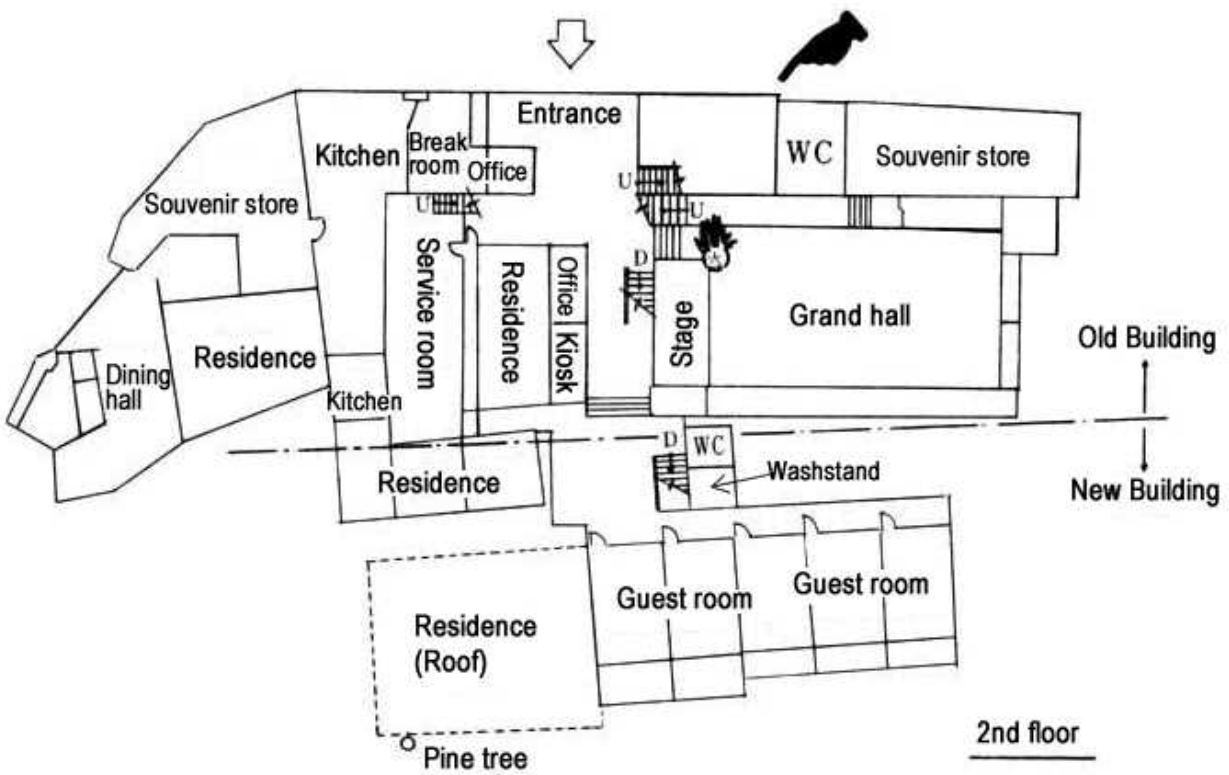 Entrance
Kitchen
Break
room
Office
WC
Souvenir store
Souvenir store
U
U
U
Service room
Residence
Office
Kiosk
D
Stage
Grand hall
Old Building
Residence
Dining
hall
Kitchen
D
WC
Washstand
Residence
New Building
Guest room
Guest room
Residence
(Roof)
2nd floor
Pine tree